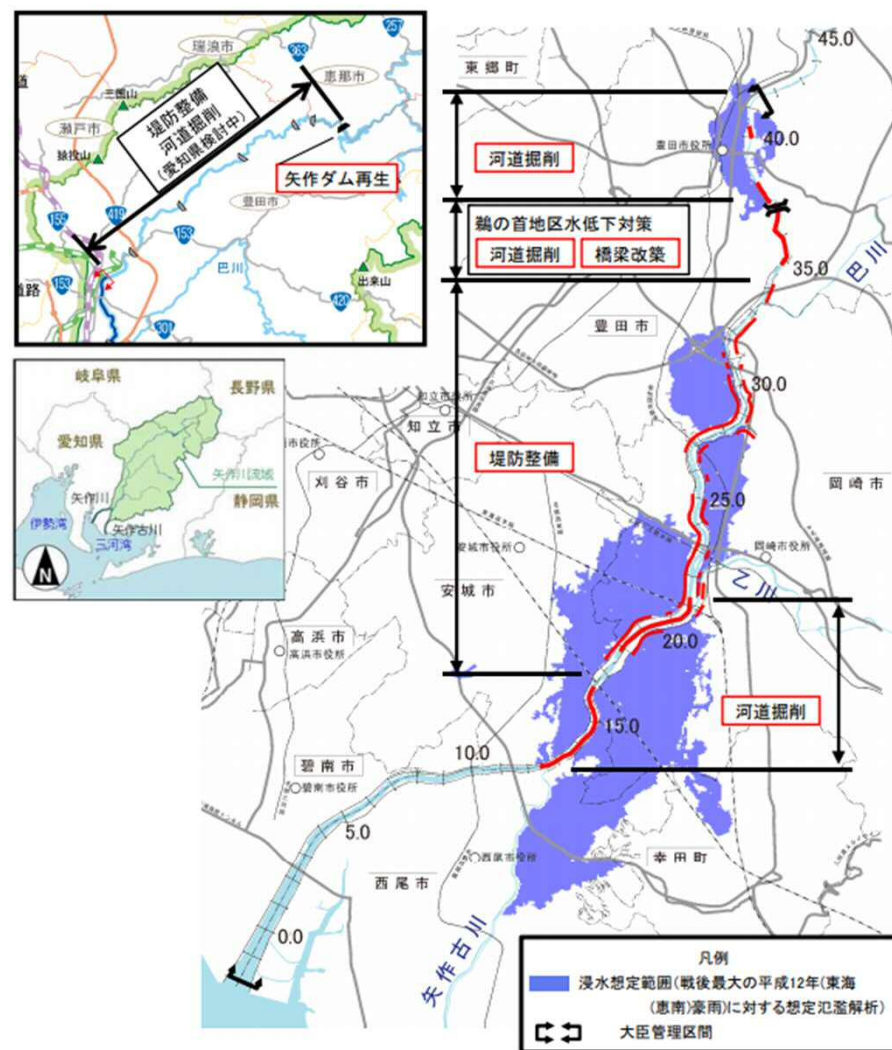 瑞浪市
363
257
恵那市
三国山
瀬戸市
猿投山
堤防整備
河道掘削
(愛知県検討中)
矢作ダム再生
155
419
豊田市
153
巴川
153
道路
出来山
420
301
岐阜県
長野県
愛知県
矢作川流域
静岡県
矢作川
伊勢湾
矢作古川
三河湾
N
45.0
東郷町
40.0
豊田市役所
河道掘削
鵜の首地区水低下対策
河道掘削
橋梁改築
35.0
巴川
豊田市
30.0
知立市役所
知立市
堤防整備
刈谷市
25.0
岡崎市
岡崎市役所
安城市役所
安城市
乙川
20.0
高浜市
高浜市役所
河道掘削
15.0
10.0
碧南市
碧南市役所
5.0
西尾市役所
幸田町
西尾市
0.0
矢作古川
凡例
浸水想定範囲(戦後最大の平成12年(東海
(恵南)豪雨)に対する想定氾濫解析)
大臣管理区間